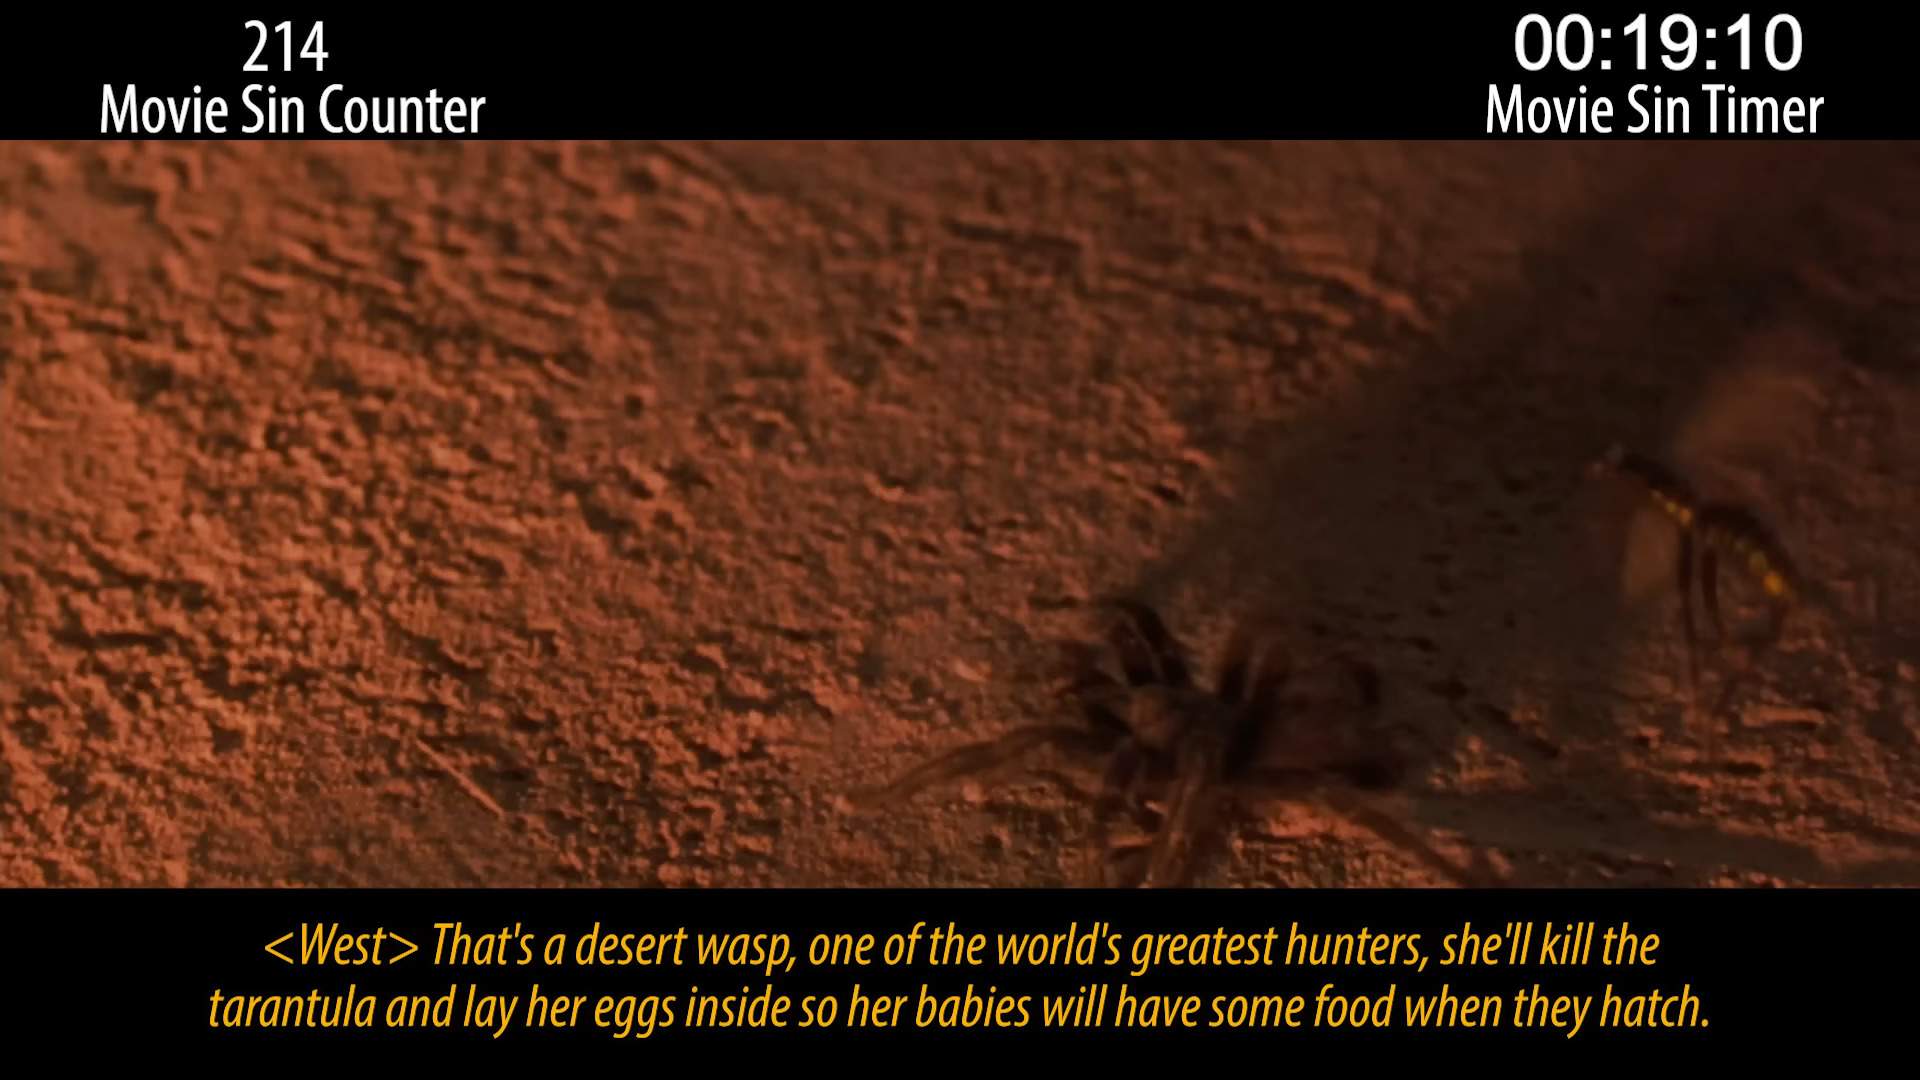 214
Movie Sin Counter
00:19:10
Movie Sin Timer
<West> That's a desert wasp, one of the world's greatest hunters, she'll kill the
tarantula and lay her eggs inside so her babies will have some food when they hatch.